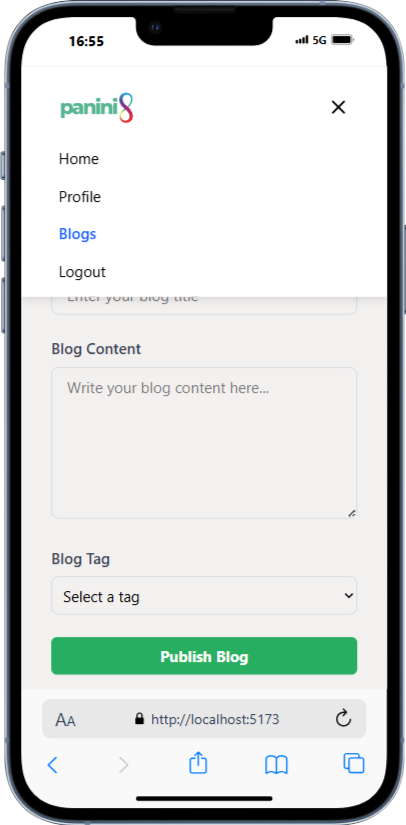 16:55
5G
panini8
Home
Profile
Blogs
Logout
Enter your blog title
Blog Content
Write your blog content here...
Blog Tag
Select a tag
Publish Blog
AA
http://localhost:5173